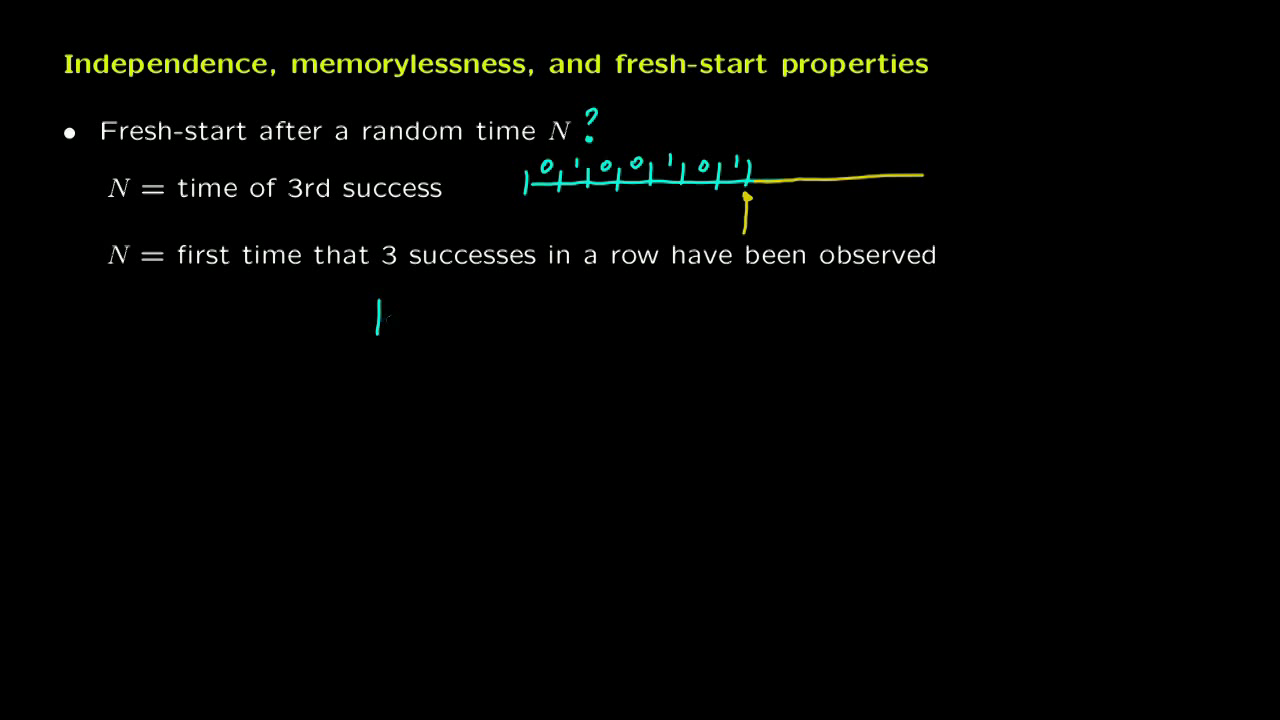 Independence, memorylessness, and fresh-start properties
• Fresh-start after a random time N ?
0 1 0 0 1 0 1
N = time of 3rd success
N = first time that 3 successes in a row have been observed